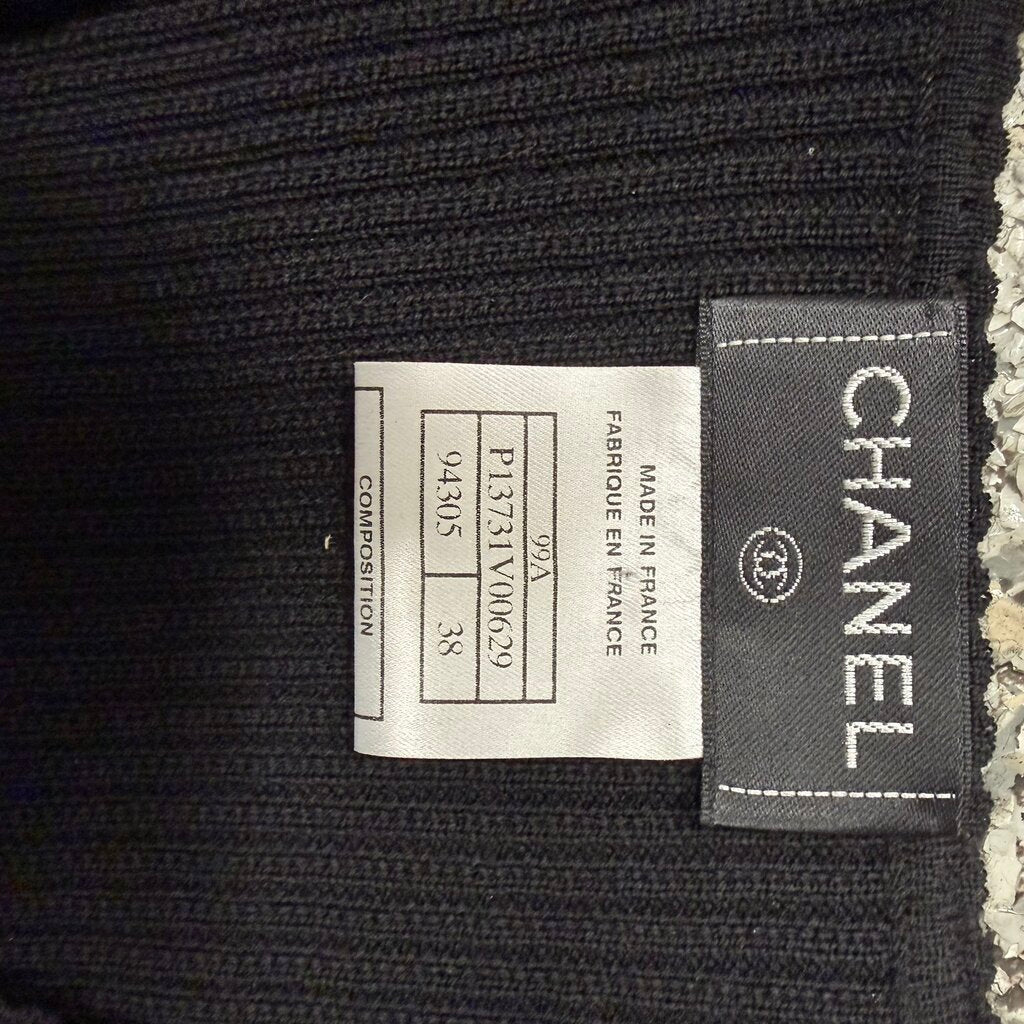 CHANEL
MADE IN FRANCE
FABRIQUE EN FRANCE
99A
P13731V00629
94305 38
COMPOSITION